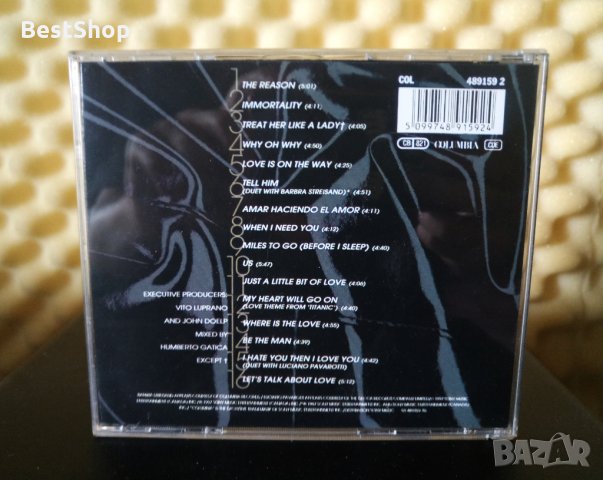 BestShop
COL 489159 2
5 099748 915924
CB 821 COLUMBIA
THE REASON (5:01)
IMMORTALITY (4:11)
TREAT HER LIKE A LADY† (4:05)
WHY OH WHY (4:50)
LOVE IS ON THE WAY (4:25)
TELL HIM
(DUET WITH BARBRA STREISAND)* (4:51)
AMAR HACIENDO EL AMOR (4:11)
WHEN I NEED YOU (4:12)
MILES TO GO (BEFORE I SLEEP) (4:40)
US (5:47)
JUST A LITTLE BIT OF LOVE (4:06)
MY HEART WILL GO ON
(LOVE THEME FROM 'TITANIC') (4:40)
WHERE IS THE LOVE (4:55)
BE THE MAN (4:39)
I HATE YOU THEN I LOVE YOU (4:42)
(DUET WITH LUCIANO PAVAROTTI)
LET'S TALK ABOUT LOVE (5:12)
EXECUTIVE PRODUCERS:
VITO LUPRANO
AND JOHN DOELP
MIXED BY
HUMBERTO GATICA
EXCEPT †
bazar